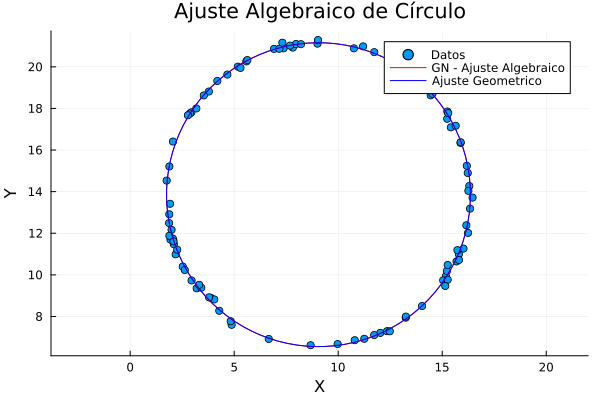 Ajuste Algebraico de Círculo
Datos
GN - Ajuste Algebraico
Ajuste Geometrico
20
18
16
14
12
10
8
0
5
10
15
20
Y
X